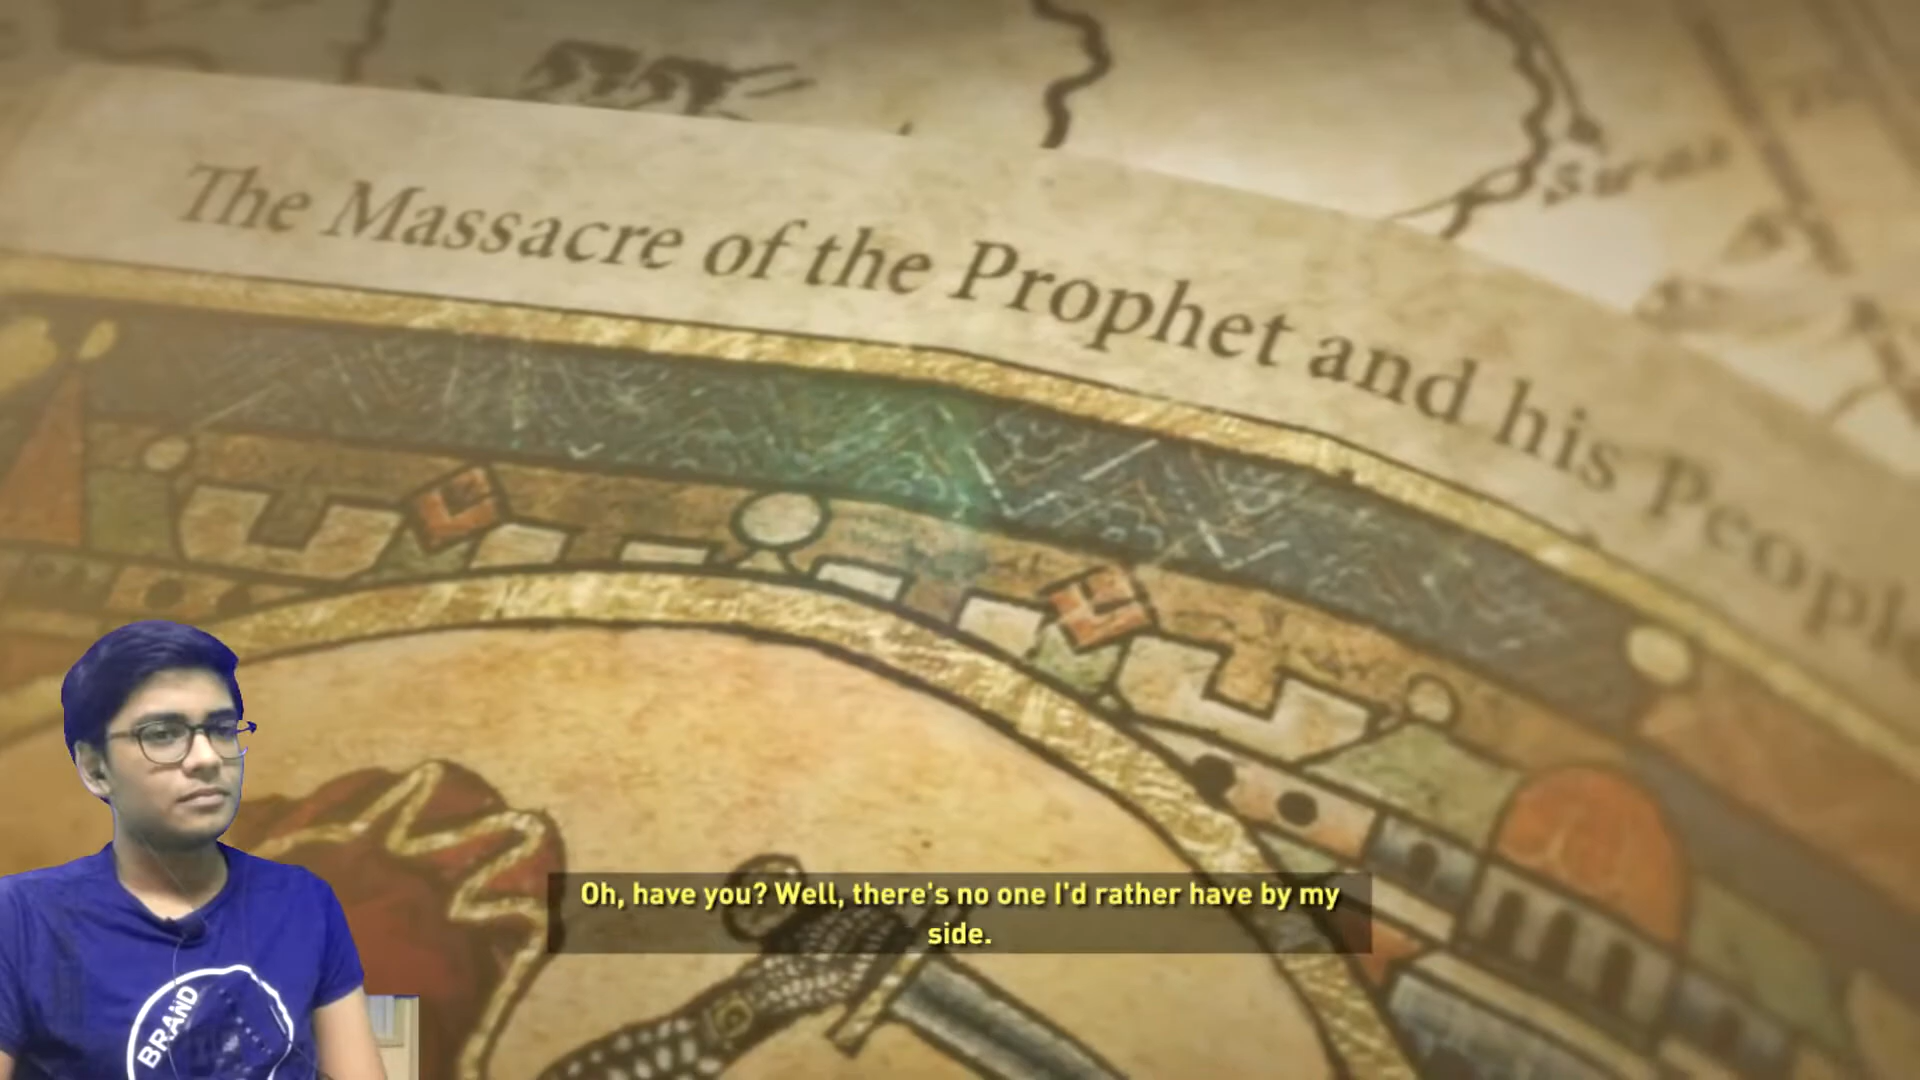 The Massacre of the Prophet and his People
Oh, have you? Well, there's no one I'd rather have by my
side.
BRAND